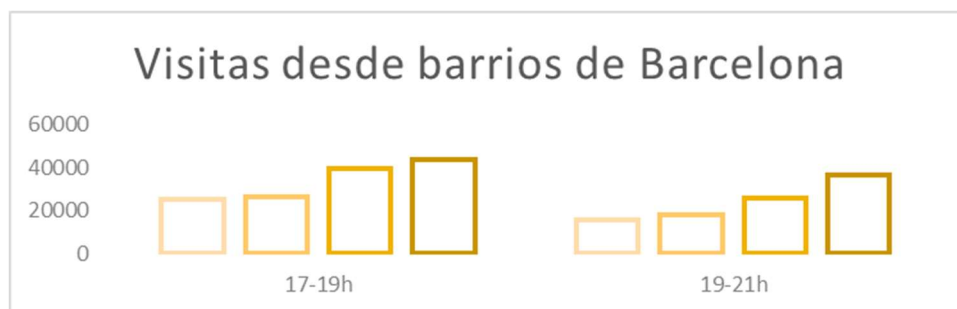 Visitas desde barrios de Barcelona
60000
40000
20000
0
17-19h
19-21h